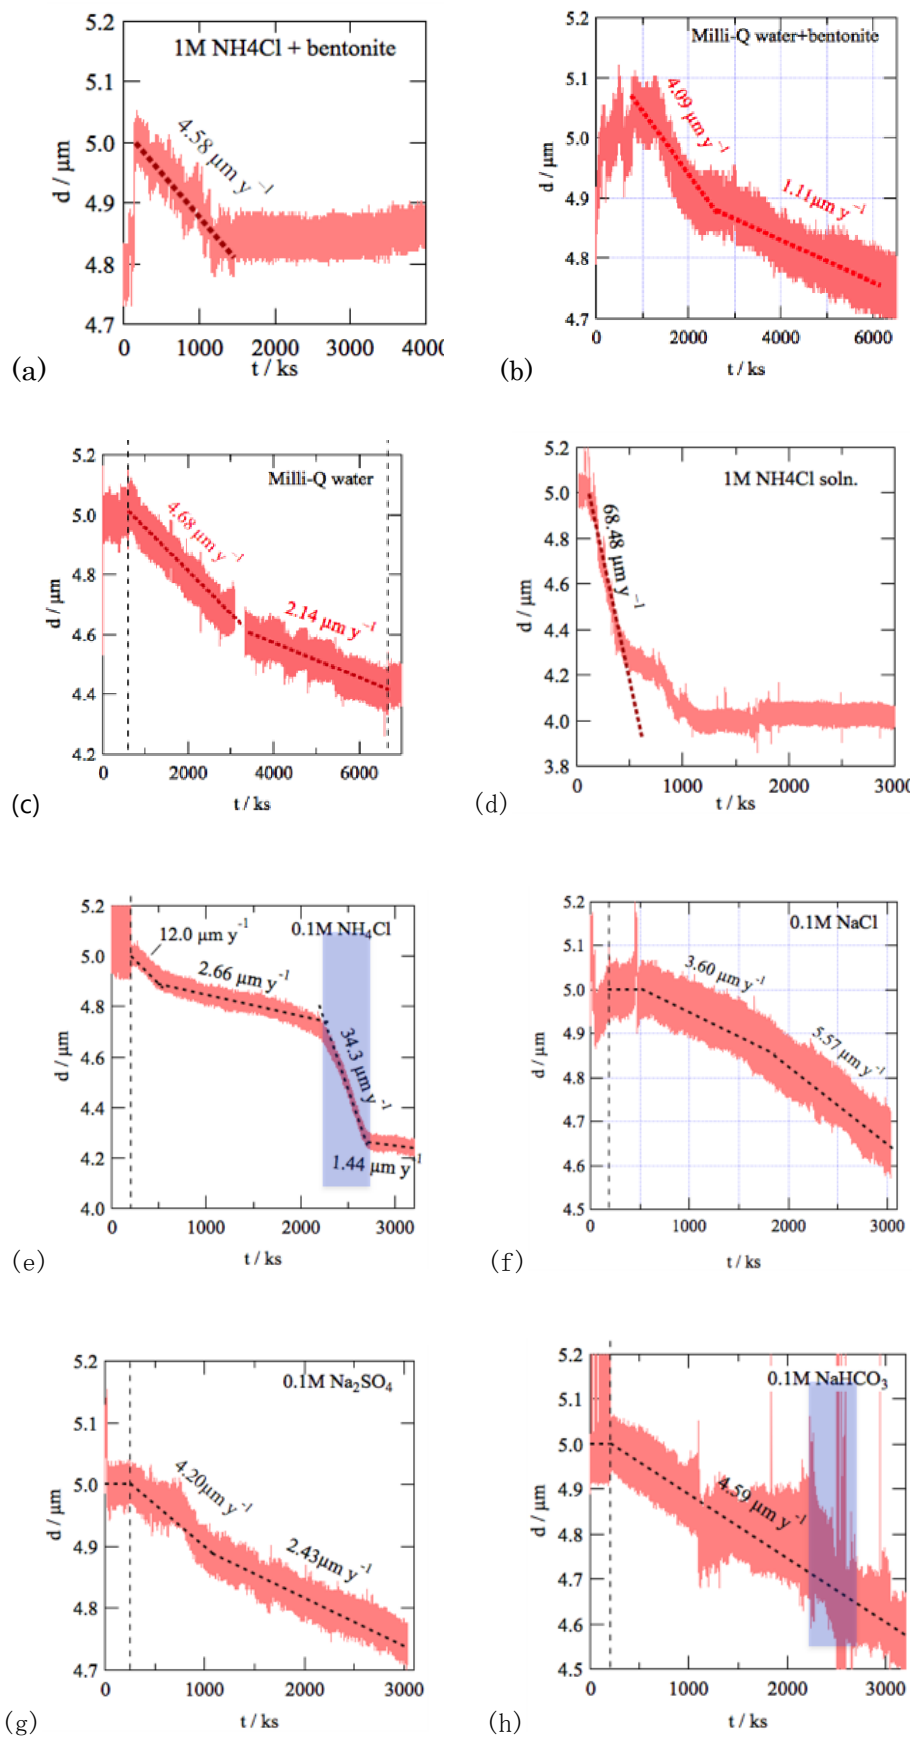 5.2
5.1
5.0
4.9
4.8
4.7
d / µm
1M NH4Cl + bentonite
4.58 µm y⁻¹
0
1000
2000
3000
4000
t / ks
(a)
5.2
5.1
5.0
4.9
4.8
4.7
d / µm
Milli-Q water+bentonite
4.09 µm y⁻¹
1.11µm y⁻¹
0
2000
4000
6000
t / ks
(b)
5.2
5.0
4.8
4.6
4.4
4.2
d / µm
Milli-Q water
4.68 µm y⁻¹
2.14 µm y⁻¹
0
2000
4000
6000
t / ks
(c)
5.2
5.0
4.8
4.6
4.4
4.2
4.0
3.8
d / µm
1M NH4Cl soln.
68.48 µm y⁻¹
0
1000
2000
3000
t / ks
(d)
5.2
5.0
4.8
4.6
4.4
4.2
4.0
d / µm
0.1M NH₄Cl
12.0 µm y⁻¹
2.66 µm y⁻¹
34.3 µm y⁻¹
1.44 µm y⁻¹
0
1000
2000
3000
t / ks
(e)
5.2
5.1
5.0
4.9
4.8
4.7
4.6
4.5
d / µm
0.1M NaCl
3.60 µm y⁻¹
5.57 µm y⁻¹
0
1000
2000
3000
t / ks
(f)
5.2
5.1
5.0
4.9
4.8
4.7
d / µm
0.1M Na₂SO₄
4.20µm y⁻¹
2.43µm y⁻¹
0
1000
2000
3000
t / ks
(g)
5.2
5.1
5.0
4.9
4.8
4.7
4.6
4.5
d / µm
0.1M NaHCO₃
4.59 µm y⁻¹
0
1000
2000
3000
t / ks
(h)